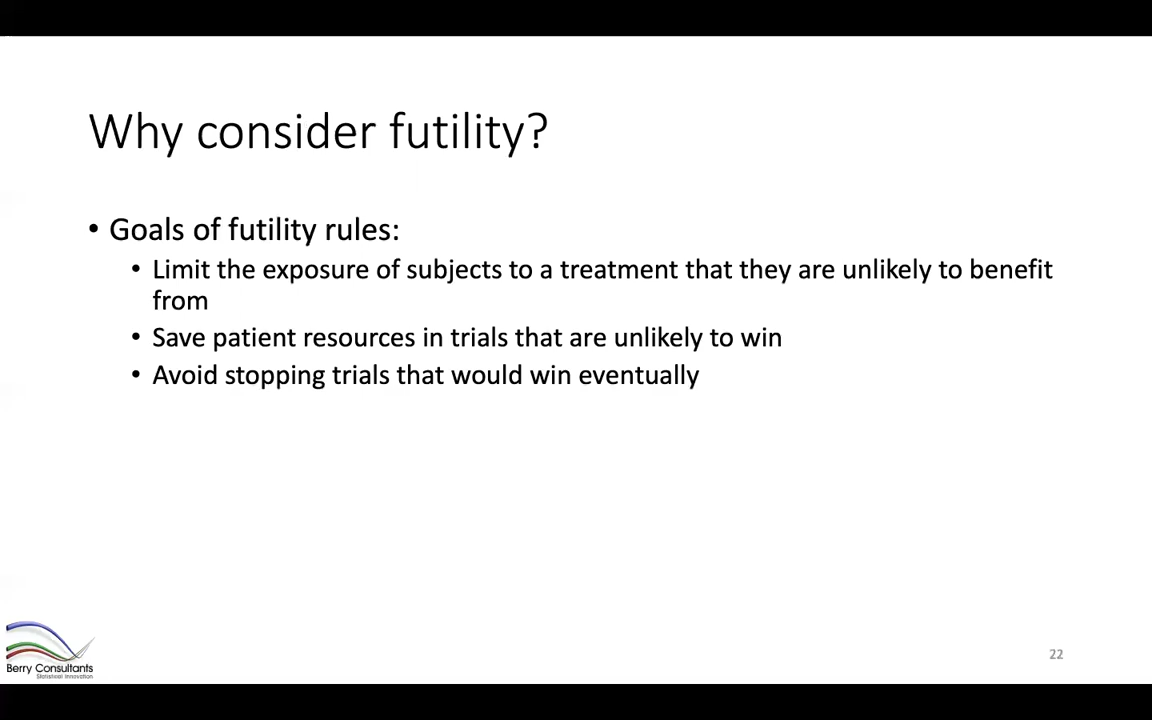 Why consider futility?
• Goals of futility rules:
• Limit the exposure of subjects to a treatment that they are unlikely to benefit
from
• Save patient resources in trials that are unlikely to win
• Avoid stopping trials that would win eventually
Berry Consultants
Statistical Innovation
22